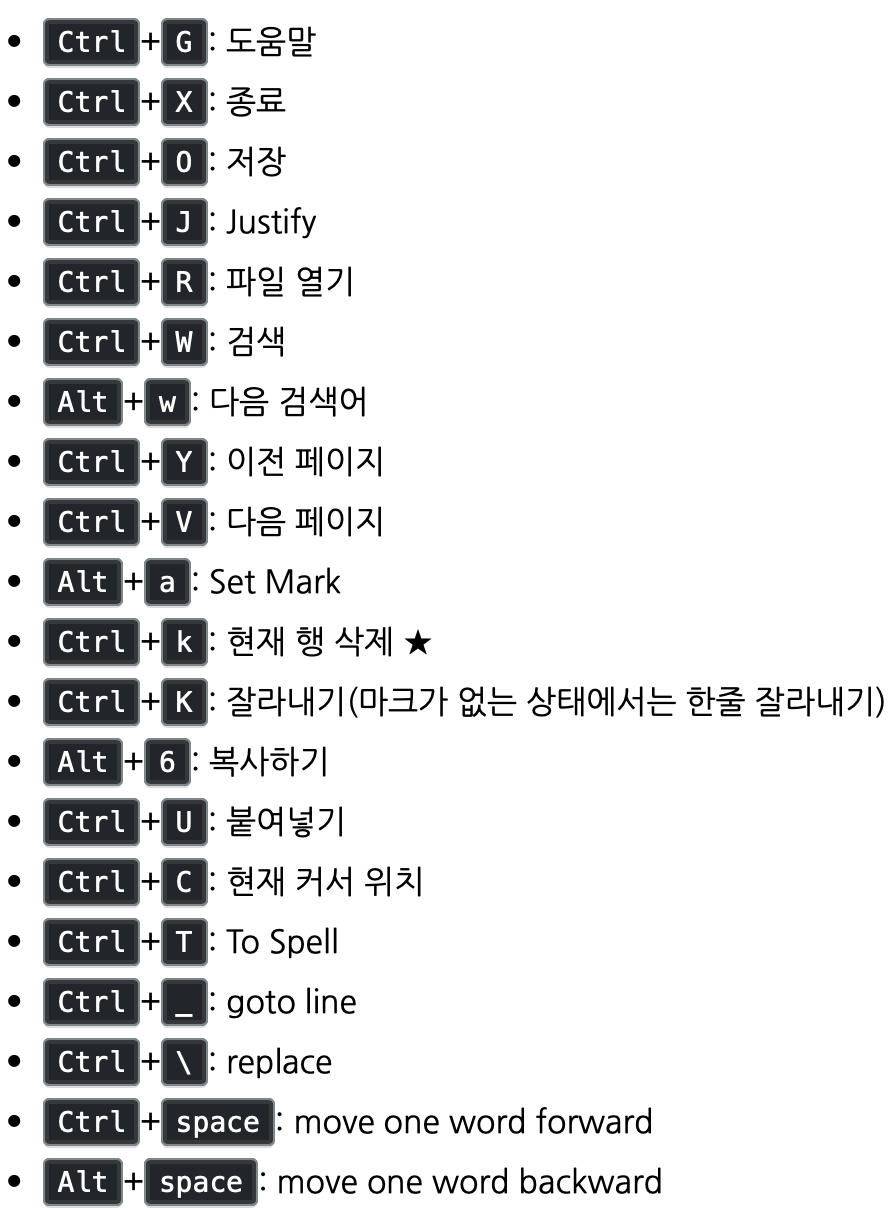 • Ctrl+G: 도움말
• Ctrl+X: 종료
• Ctrl+O: 저장
• Ctrl+J: Justify
• Ctrl+R: 파일 열기
• Ctrl+W: 검색
• Alt+w: 다음 검색어
• Ctrl+Y: 이전 페이지
• Ctrl+V: 다음 페이지
• Alt+a: Set Mark
• Ctrl+k: 현재 행 삭제 ★
• Ctrl+K: 잘라내기(마크가 없는 상태에서는 한줄 잘라내기)
• Alt+6: 복사하기
• Ctrl+U: 붙여넣기
• Ctrl+C: 현재 커서 위치
• Ctrl+T: To Spell
• Ctrl+_: goto line
• Ctrl+\: replace
• Ctrl+space: move one word forward
• Alt+space: move one word backward